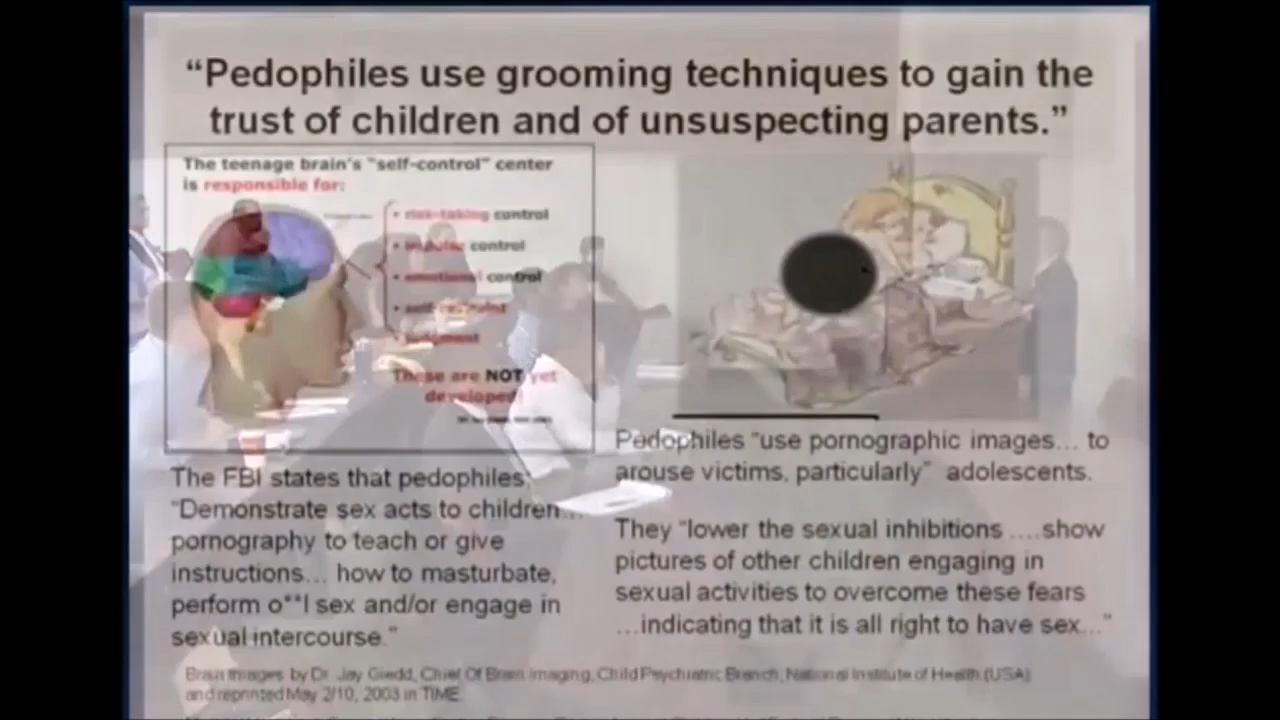 “Pedophiles use grooming techniques to gain the
trust of children and of unsuspecting parents.”
The teenage brain's "self-control" center
is responsible for:
• risk-taking control
• impulse control
• emotional control
• self-restraint
• judgment
These are NOT yet
developed!
The FBI states that pedophiles:
“Demonstrate sex acts to children...
pornography to teach or give
instructions... how to masturbate,
perform o**l sex and/or engage in
sexual intercourse.”
Pedophiles “use pornographic images... to
arouse victims, particularly” adolescents.
They “lower the sexual inhibitions ....show
pictures of other children engaging in
sexual activities to overcome these fears
...indicating that it is all right to have sex...”
Brain Images by Dr. Jay Giedd, Chief Of Brain Imaging, Child Psychiatric Branch, National Institute of Health (USA)
and reprinted May 2/10, 2003 in TIME